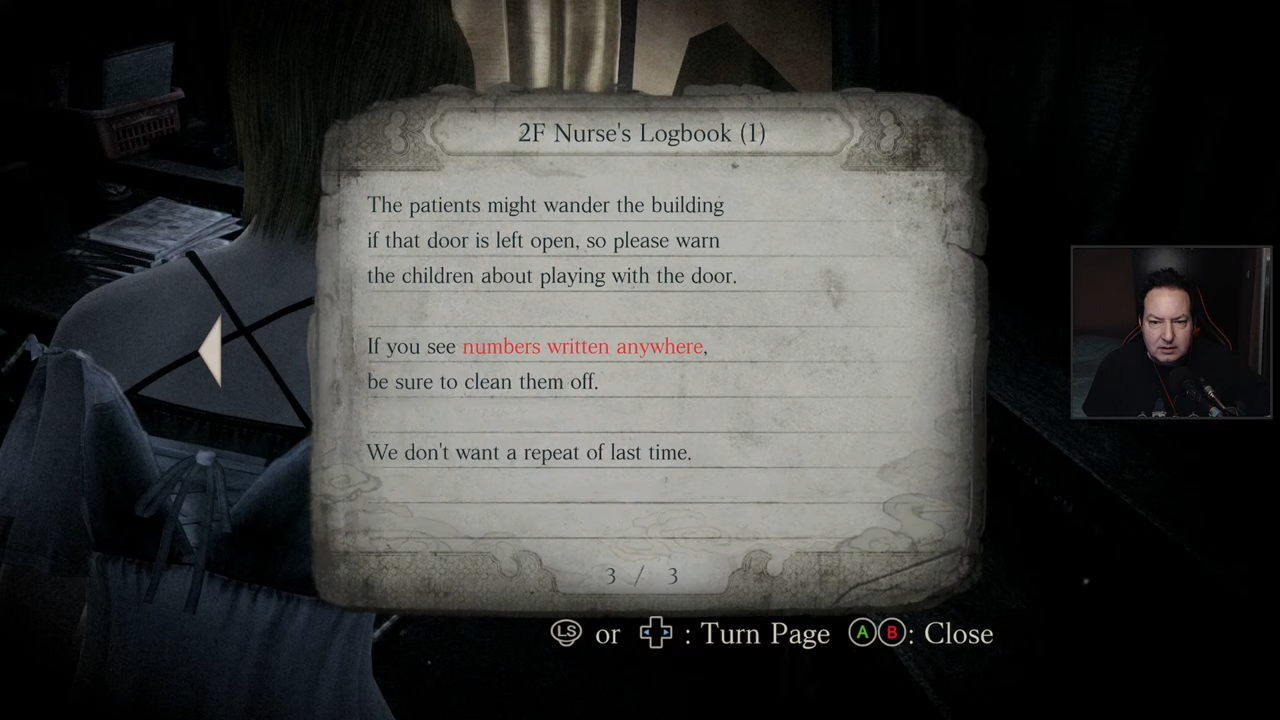 2F Nurse's Logbook (1)
The patients might wander the building
if that door is left open, so please warn
the children about playing with the door.
If you see numbers written anywhere,
be sure to clean them off.
We don't want a repeat of last time.
3 / 3
LS or : Turn Page A B : Close